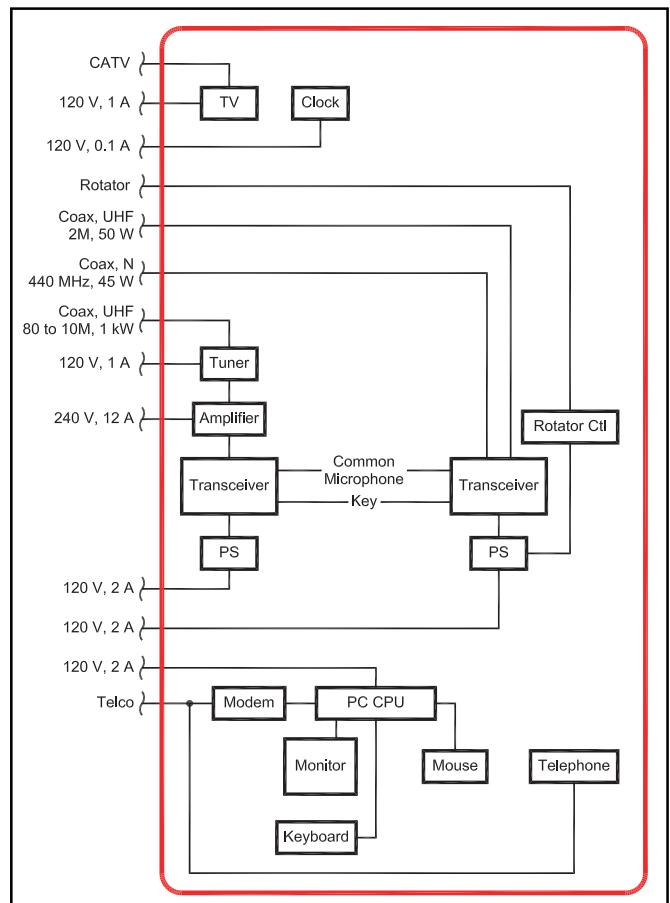 CATV
120 V, 1 A
TV
Clock
120 V, 0.1 A
Rotator
Coax, UHF
2M, 50 W
Coax, N
440 MHz, 45 W
Coax, UHF
80 to 10M, 1 kW
120 V, 1 A
Tuner
240 V, 12 A
Amplifier
Rotator Ctl
Transceiver
Common
Microphone
Key
Transceiver
PS
PS
120 V, 2 A
120 V, 2 A
120 V, 2 A
Telco
Modem
PC CPU
Monitor
Mouse
Telephone
Keyboard